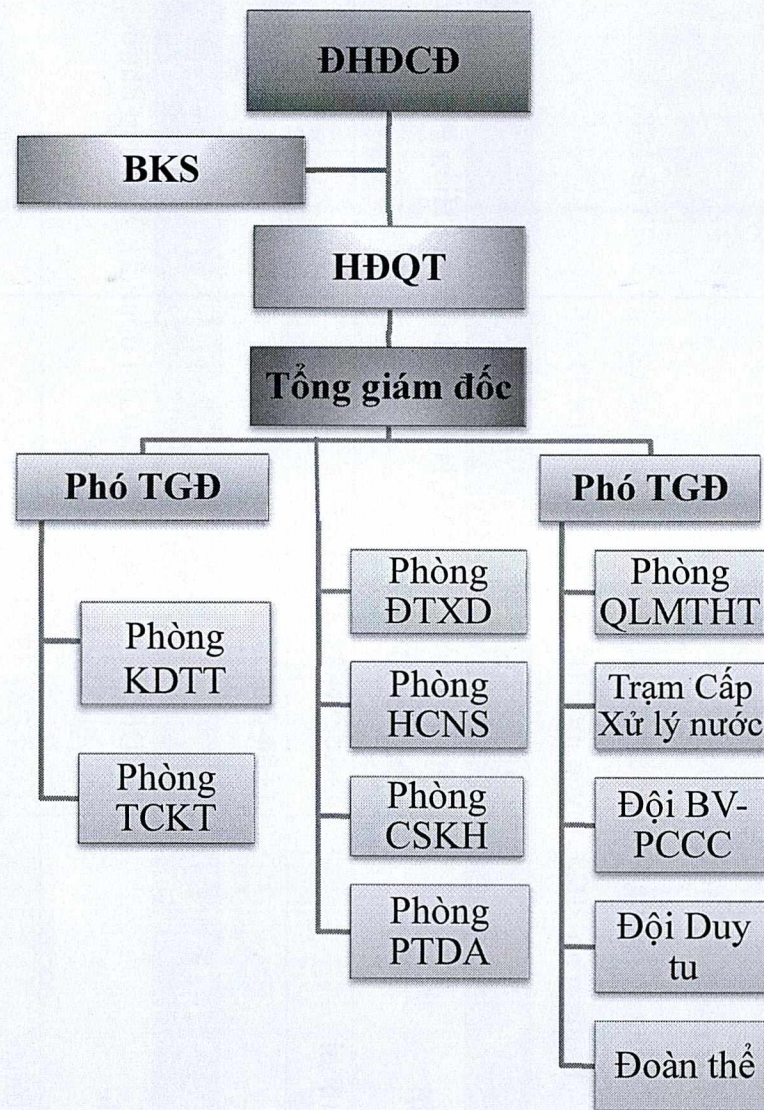 ĐHĐCĐ
BKS
HĐQT
Tổng giám đốc
Phó TGĐ
Phòng
KDTT
Phòng
TCKT
Phòng
ĐTXD
Phòng
HCNS
Phòng
CSKH
Phòng
PTDA
Phó TGĐ
Phòng
QLMTHT
Trạm Cấp
Xử lý nước
Đội BV-
PCCC
Đội Duy
tu
Đoàn thể